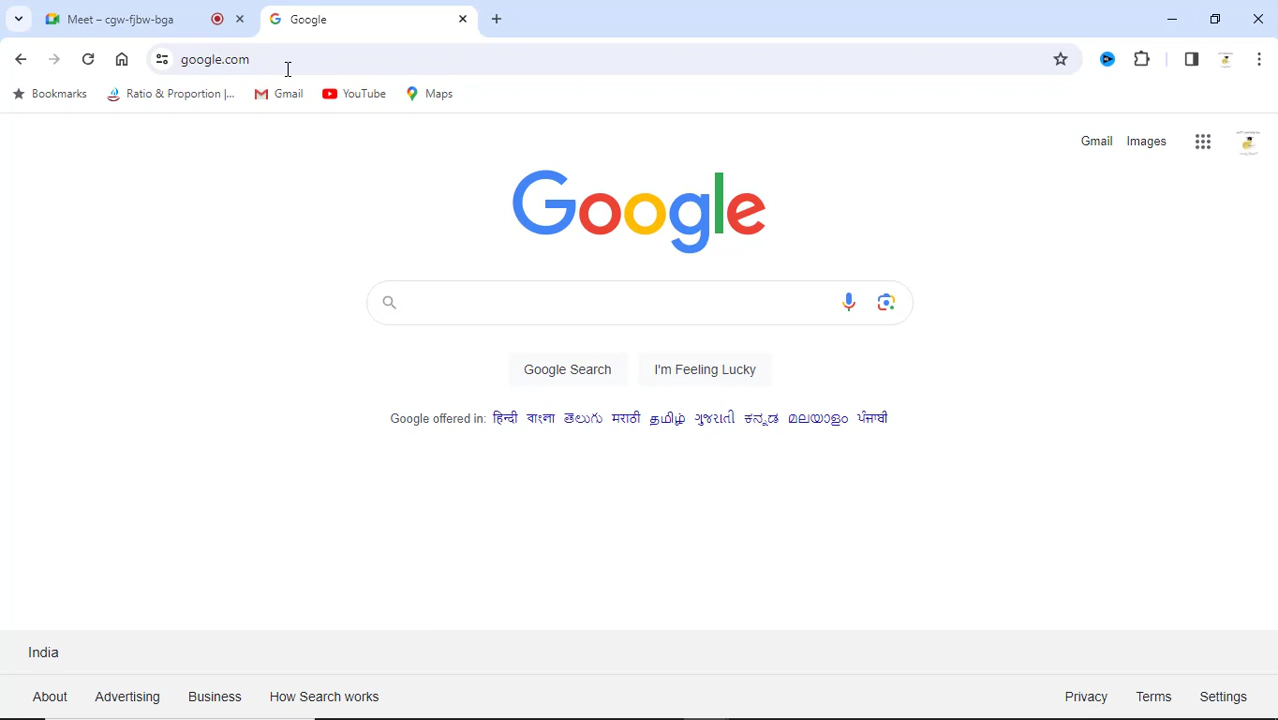 Meet – cgw-fjbw-bga
Google
google.com
Bookmarks
Ratio & Proportion |...
Gmail
YouTube
Maps
Gmail
Images
Google
Google Search
I'm Feeling Lucky
Google offered in: हिन्दी বাংলা తెలుగు मराठी தமிழ் ગુજરાતી ಕನ್ನಡ മലയാളം ਪੰਜਾਬੀ
India
About
Advertising
Business
How Search works
Privacy
Terms
Settings